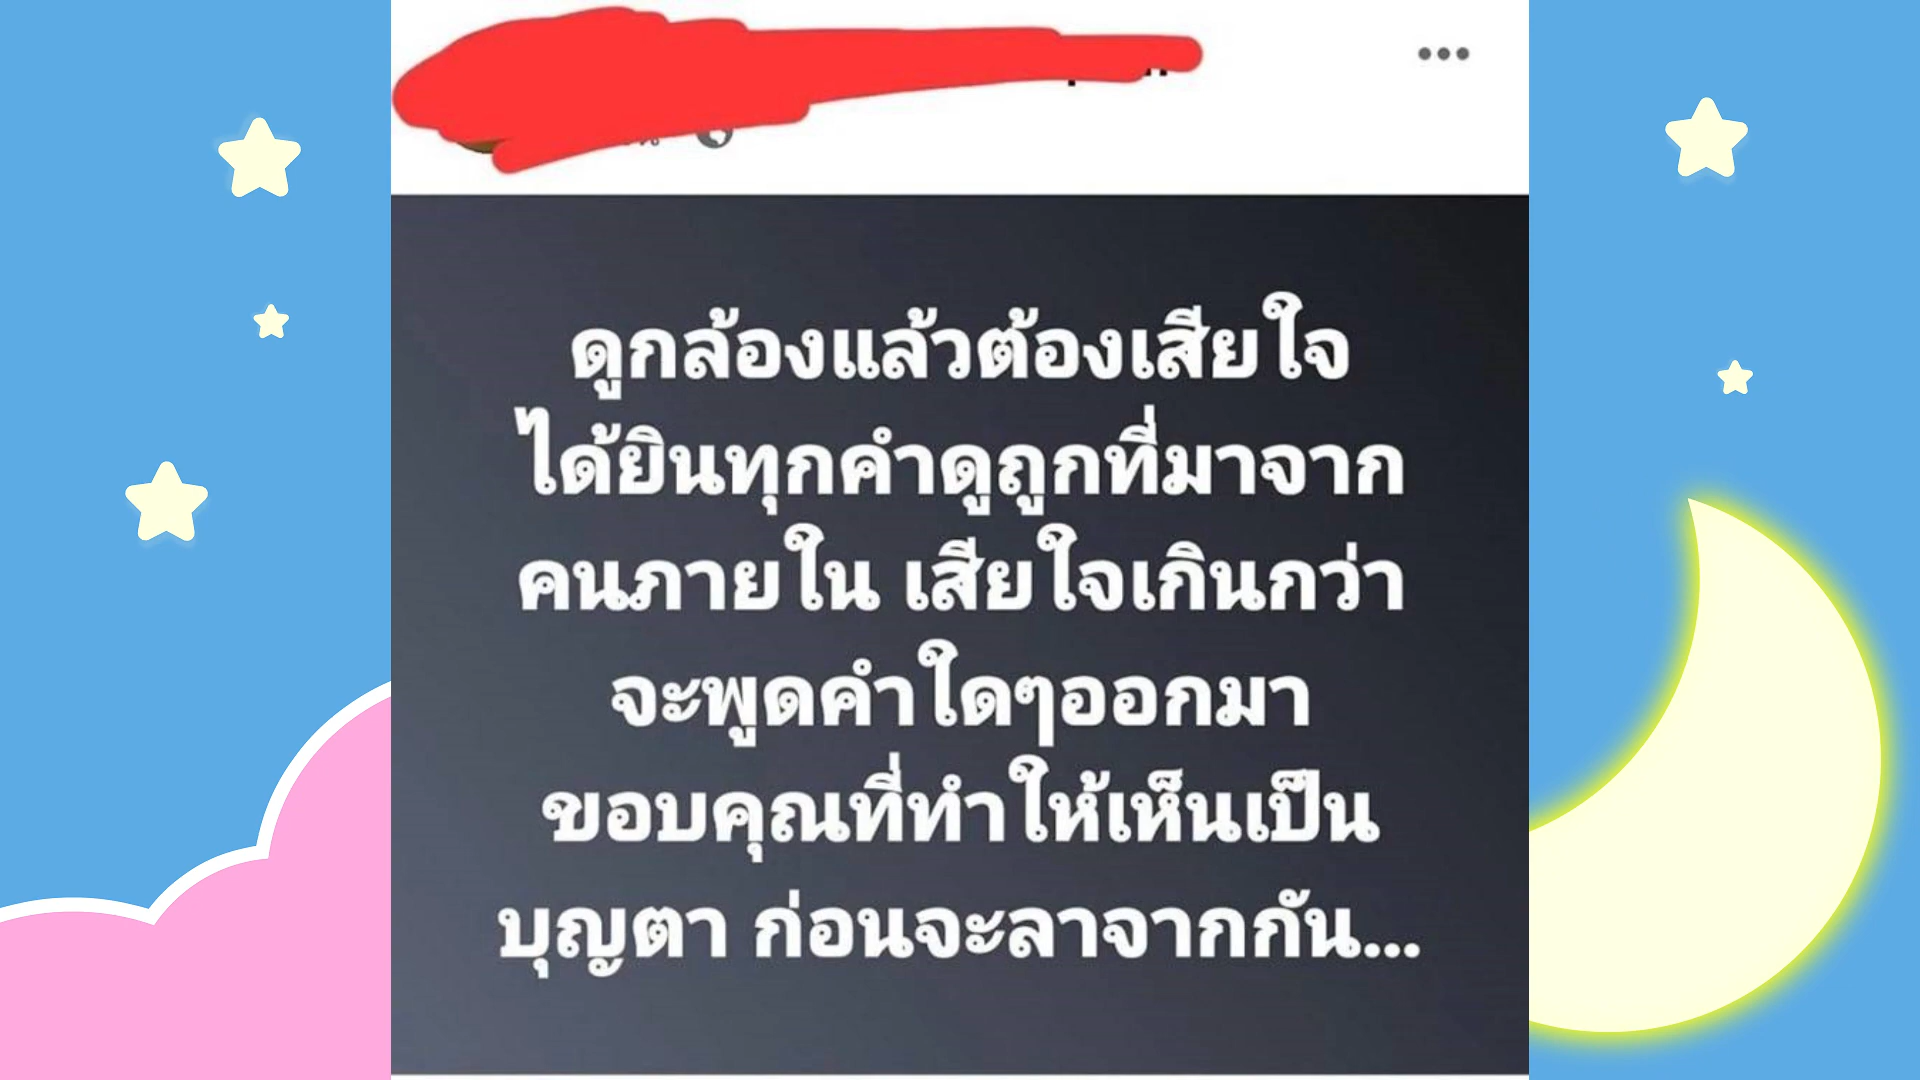 ดูกล้องแล้วต้องเสียใจ
ได้ยินทุกคำดูถูกที่มาจาก
คนภายใน เสียใจเกินกว่า
จะพูดคำใดๆออกมา
ขอบคุณที่ทำให้เห็นเป็น
บุญตา ก่อนจะลาจากกัน...